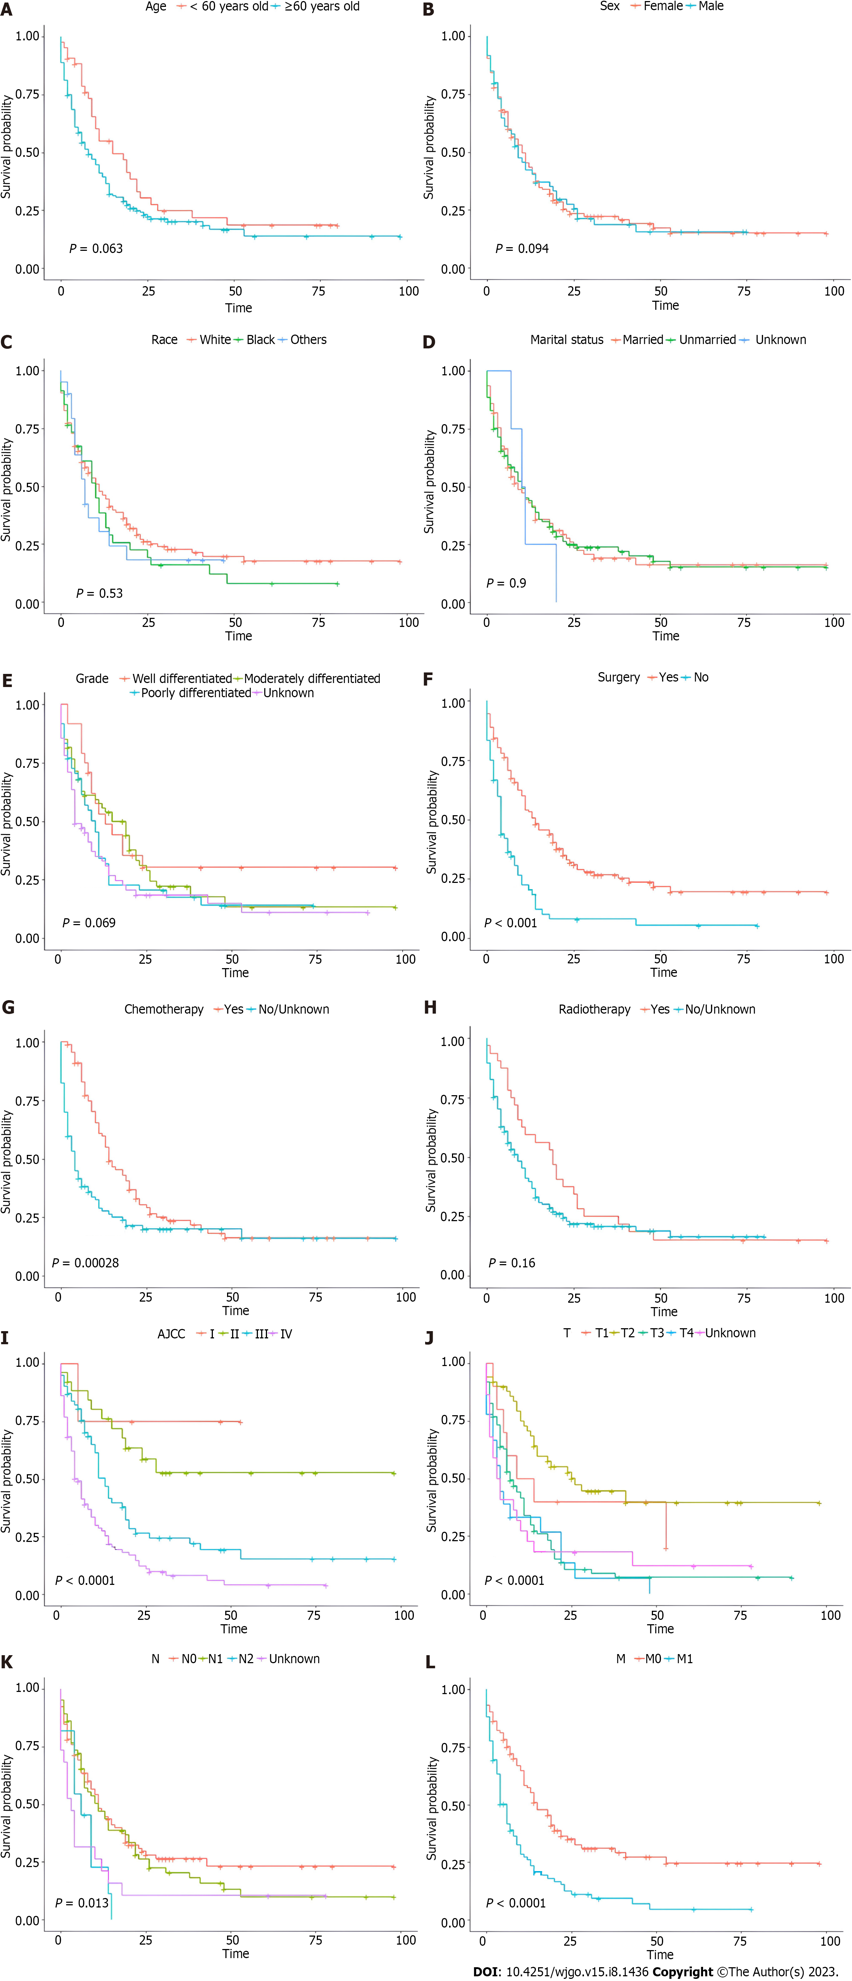 A
Age < 60 years old ≥60 years old
1.00
0.75
0.50
0.25
0.00
Survival probability
P = 0.063
0 25 50 75 100
Time
B
Sex Female Male
1.00
0.75
0.50
0.25
0.00
Survival probability
P = 0.094
0 25 50 75 100
Time
C
Race White Black Others
1.00
0.75
0.50
0.25
0.00
Survival probability
P = 0.53
0 25 50 75 100
Time
D
Marital status Married Unmarried Unknown
1.00
0.75
0.50
0.25
0.00
Survival probability
P = 0.9
0 25 50 75 100
Time
E
Grade Well differentiated Moderately differentiated
Poorly differentiated Unknown
1.00
0.75
0.50
0.25
0.00
Survival probability
P = 0.069
0 25 50 75 100
Time
F
Surgery Yes No
1.00
0.75
0.50
0.25
0.00
Survival probability
P < 0.001
0 25 50 75 100
Time
G
Chemotherapy Yes No/Unknown
1.00
0.75
0.50
0.25
0.00
Survival probability
P = 0.00028
0 25 50 75 100
Time
H
Radiotherapy Yes No/Unknown
1.00
0.75
0.50
0.25
0.00
Survival probability
P = 0.16
0 25 50 75 100
Time
I
AJCC I II III IV
1.00
0.75
0.50
0.25
0.00
Survival probability
P < 0.0001
0 25 50 75 100
Time
J
T T1 T2 T3 T4 Unknown
1.00
0.75
0.50
0.25
0.00
Survival probability
P < 0.0001
0 25 50 75 100
Time
K
N N0 N1 N2 Unknown
1.00
0.75
0.50
0.25
0.00
Survival probability
P = 0.013
0 25 50 75 100
Time
L
M M0 M1
1.00
0.75
0.50
0.25
0.00
Survival probability
P < 0.0001
0 25 50 75 100
Time
DOI: 10.4251/wjgo.v15.i8.1436 Copyright ©The Author(s) 2023.